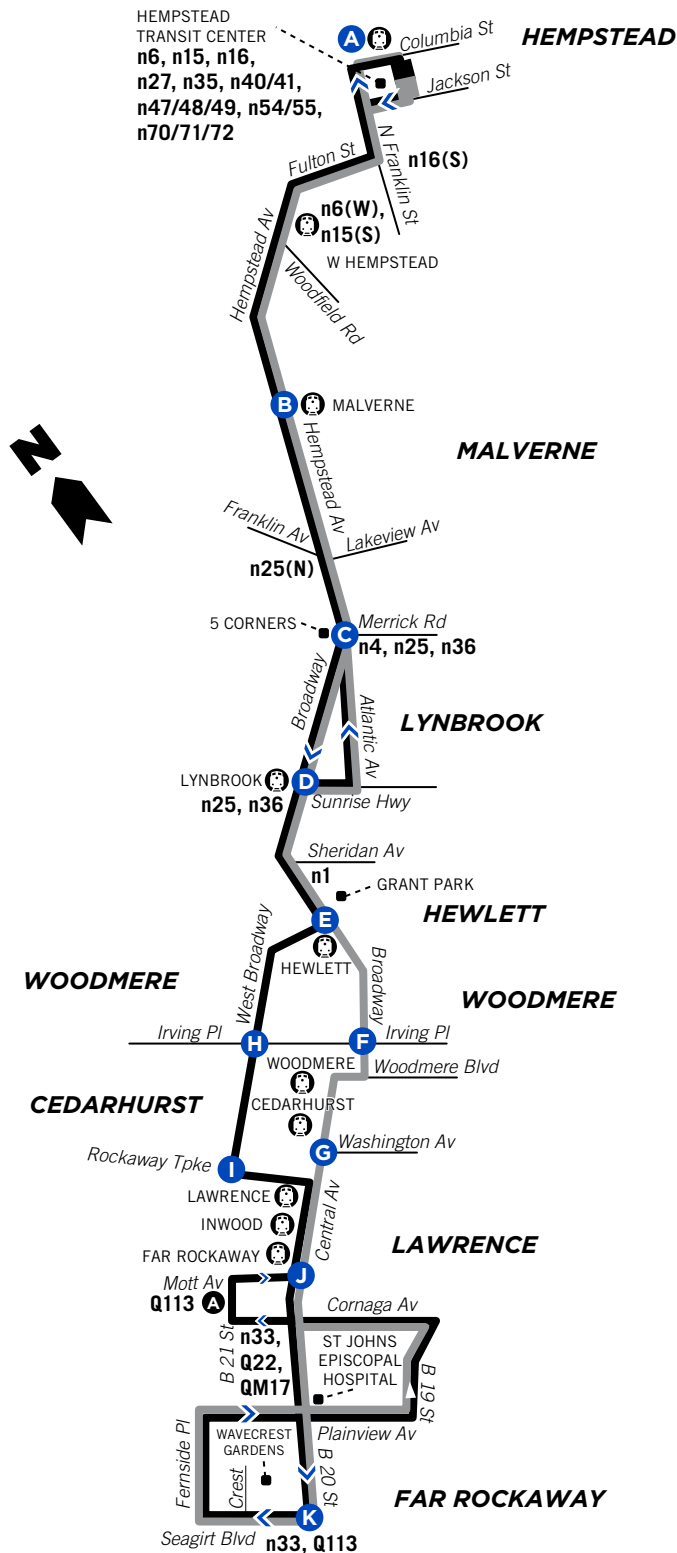 HEMPSTEAD
TRANSIT CENTER
n6, n15, n16,
n27, n35, n40/41,
n47/48/49, n54/55,
n70/71/72
A
Columbia St
HEMPSTEAD
Jackson St
N Franklin St
n16(S)
Fulton St
n6(W),
n15(S)
W HEMPSTEAD
Hempstead Av
Woodfield Rd
B
MALVERNE
Hempstead Av
MALVERNE
N
Franklin Av
Lakeview Av
n25(N)
5 CORNERS
C
Merrick Rd
n4, n25, n36
Broadway
Atlantic Av
LYNBROOK
LYNBROOK
D
n25, n36
Sunrise Hwy
Sheridan Av
n1
GRANT PARK
E
HEWLETT
HEWLETT
West Broadway
Broadway
WOODMERE
WOODMERE
Irving Pl
H
F
Irving Pl
WOODMERE
Woodmere Blvd
CEDARHURST
CEDARHURST
G
Washington Av
Rockaway Tpke
I
LAWRENCE
INWOOD
Central Av
FAR ROCKAWAY
LAWRENCE
J
Mott Av
Q113
A
Cornaga Av
B 21 St
n33,
Q22,
QM17
ST JOHNS
EPISCOPAL
HOSPITAL
B 19 St
Plainview Av
Fernside Pl
WAVECREST
GARDENS
Crest
B 20 St
FAR ROCKAWAY
K
Seagirt Blvd
n33, Q113